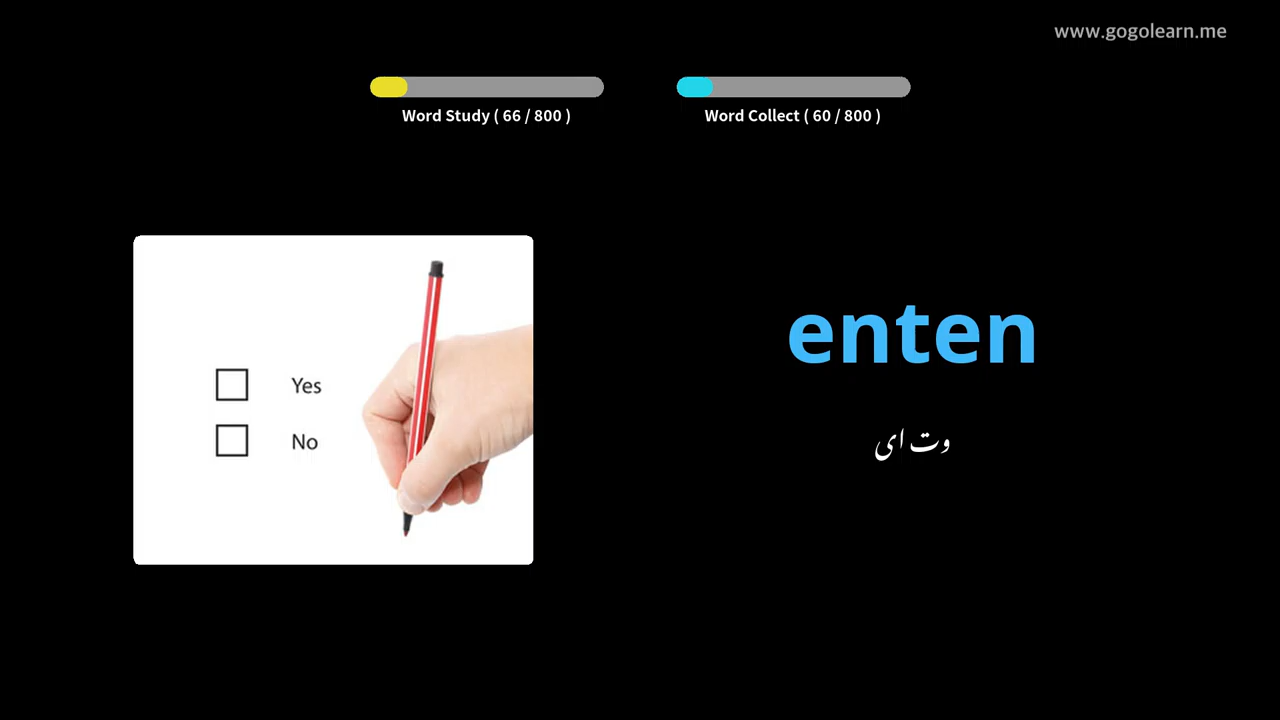 www.gogolearn.me
Word Study ( 66 / 800 )
Word Collect ( 60 / 800 )
Yes
No
enten
وت ای